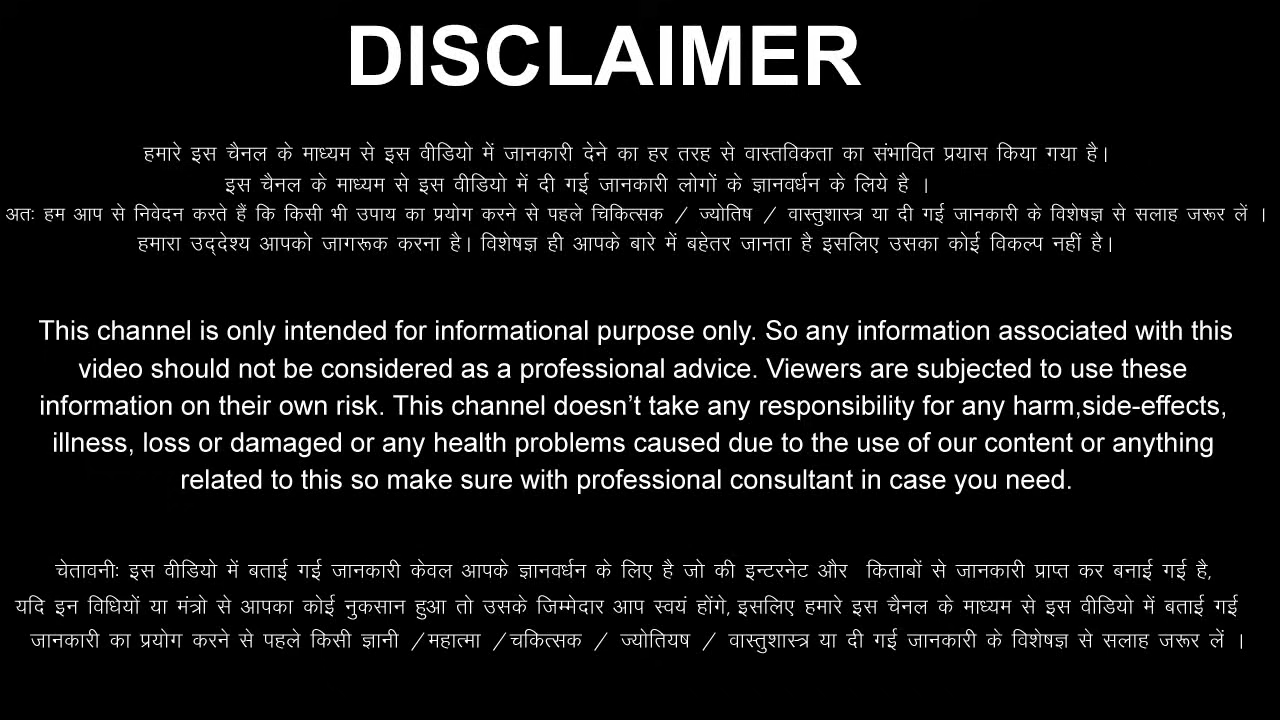 DISCLAIMER
हमारे इस चैनल के माध्यम से इस वीडियो में जानकारी देने का हर तरह से वास्तविकता का संभावित प्रयास किया गया है।
इस चैनल के माध्यम से इस वीडियो में दी गई जानकारी लोगों के ज्ञानवर्धन के लिये है ।
अतः हम आप से निवेदन करते हैं कि किसी भी उपाय का प्रयोग करने से पहले चिकित्सक / ज्योतिष / वास्तुशास्त्र या दी गई जानकारी के विशेषज्ञ से सलाह जरूर लें ।
हमारा उद्देश्य आपको जागरूक करना है। विशेषज्ञ ही आपके बारे में बहेतर जानता है इसलिए उसका कोई विकल्प नहीं है।
This channel is only intended for informational purpose only. So any information associated with this
video should not be considered as a professional advice. Viewers are subjected to use these
information on their own risk. This channel doesn’t take any responsibility for any harm,side-effects,
illness, loss or damaged or any health problems caused due to the use of our content or anything
related to this so make sure with professional consultant in case you need.
चेतावनीः इस वीडियो में बताई गई जानकारी केवल आपके ज्ञानवर्धन के लिए है जो की इन्टरनेट और किताबों से जानकारी प्राप्त कर बनाई गई है,
यदि इन विधियों या मंत्रो से आपका कोई नुकसान हुआ तो उसके जिम्मेदार आप स्वयं होंगे, इसलिए हमारे इस चैनल के माध्यम से इस वीडियो में बताई गई
जानकारी का प्रयोग करने से पहले किसी ज्ञानी /महात्मा /चकित्सक / ज्योतियष / वास्तुशास्त्र या दी गई जानकारी के विशेषज्ञ से सलाह जरूर लें ।